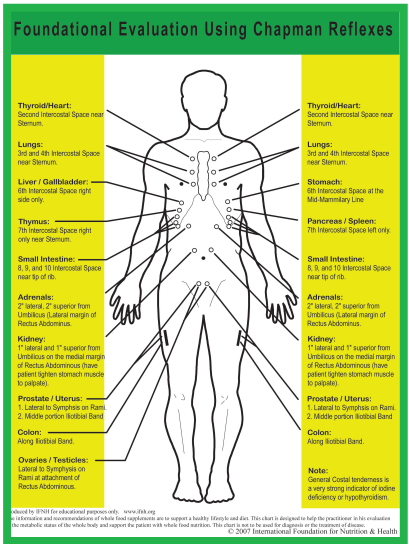 Foundational Evaluation Using Chapman Reflexes
Thyroid/Heart:
Second Intercostal Space near
Sternum.
Lungs:
3rd and 4th Intercostal Space
near Sternum.
Liver / Gallbladder:
6th Intercostal Space right
side only.
Thymus:
7th Intercostal Space right
only near Sternum.
Small Intestine:
8, 9, and 10 Intercostal Space
near tip of rib.
Adrenals:
2" lateral, 2" superior from
Umbilicus (Lateral margin of
Rectus Abdominus.
Kidney:
1" lateral and 1" superior from
Umbilicus on the medial margin
of Rectus Abdominus (have
patient tighten stomach muscle
to palpate).
Prostate / Uterus:
1. Lateral to Symphsis on Rami.
2. Middle portion Iliotibial Band
Colon:
Along Iliotibial Band.
Ovaries / Testicles:
Lateral to Symphysis on
Rami at attachment of
Rectus Abdominous.
Thyroid/Heart:
Second Intercostal Space near
Sternum.
Lungs:
3rd and 4th Intercostal Space
near Sternum.
Stomach:
6th Intercostal Space at the
Mid-Mammilary Line
Pancreas / Spleen:
7th Intercostal Space left only.
Small Intestine:
8, 9, and 10 Intercostal Space
near tip of rib.
Adrenals:
2" lateral, 2" superior from
Umbilicus (Lateral margin of
Rectus Abdominus.
Kidney:
1" lateral and 1" superior from
Umbilicus on the medial margin
of Rectus Abdominus (have
patient tighten stomach muscle
to palpate).
Prostate / Uterus:
1. Lateral to Symphsis on Rami.
2. Middle portion Iliotibial Band
Colon:
Along Iliotibial Band.
Note:
General Costal tenderness is
a very strong indicator of iodine
deficiency or hypothyroidism.
oduced by IFNH for educational purposes only. www.ifnh.org
information and recommendations of whole food supplements are to support a healthy lifestyle and diet. This chart is designed to help the practitioner in his evaluation
the metabolic status of the whole body and support the patient with whole food nutrition. This chart is not to be used for diagnosis or the treatment of disease.
© 2007 International Foundation for Nutrition & Health